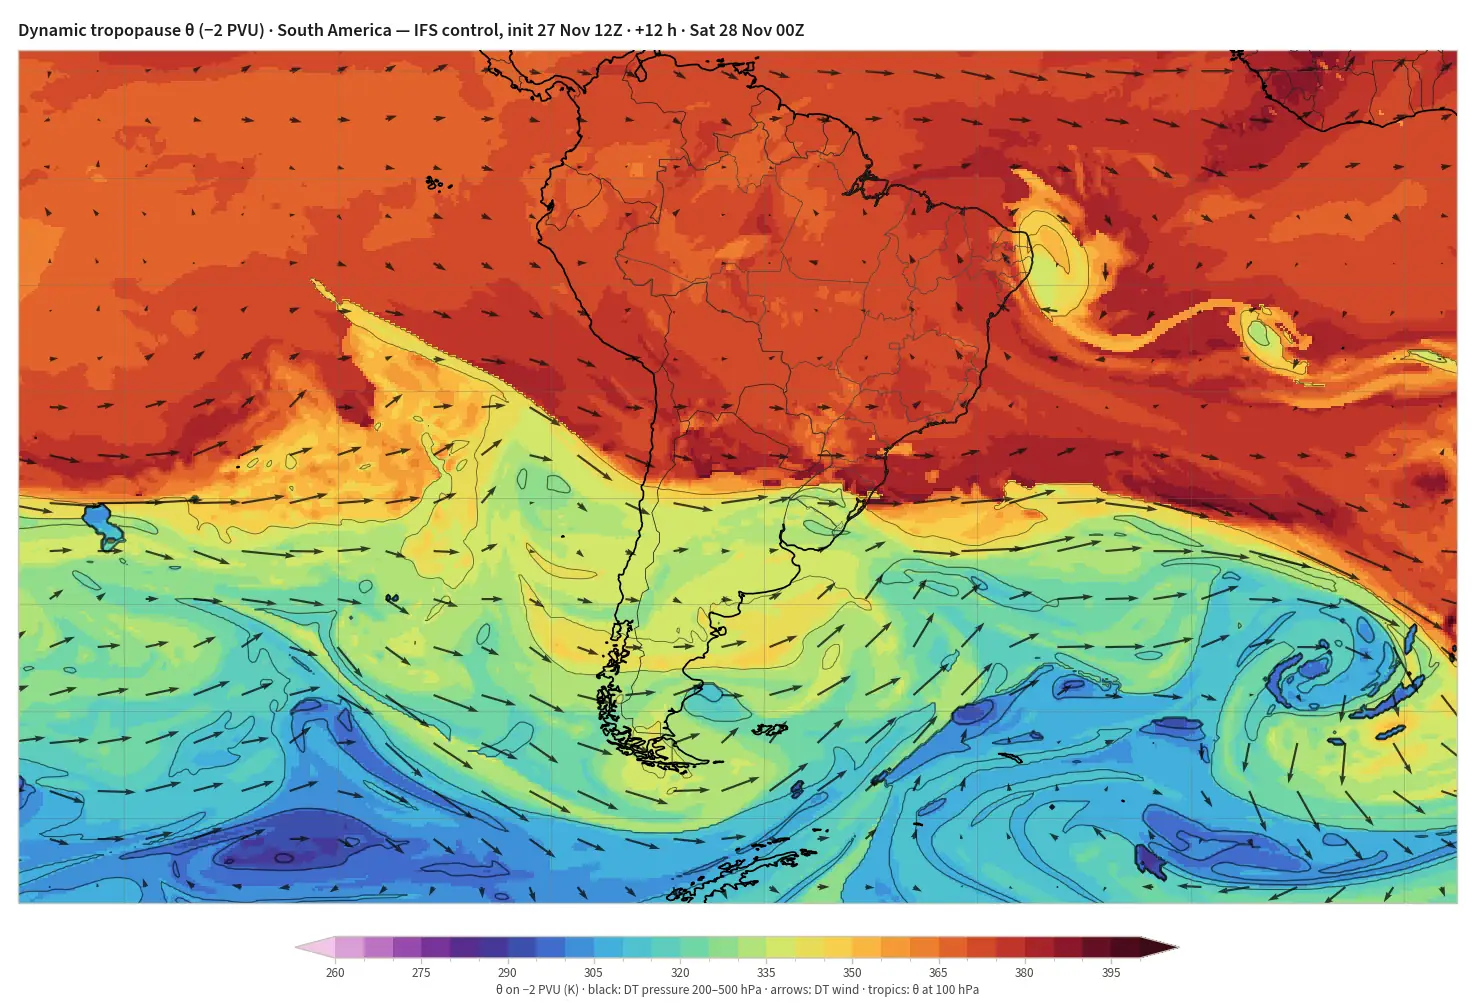 Dynamic tropopause θ (−2 PVU) · South America — IFS control, init 27 Nov 12Z · +12 h · Sat 28 Nov 00Z
260 275 290 305 320 335 350 365 380 395
θ on −2 PVU (K) · black: DT pressure 200–500 hPa · arrows: DT wind · tropics: θ at 100 hPa